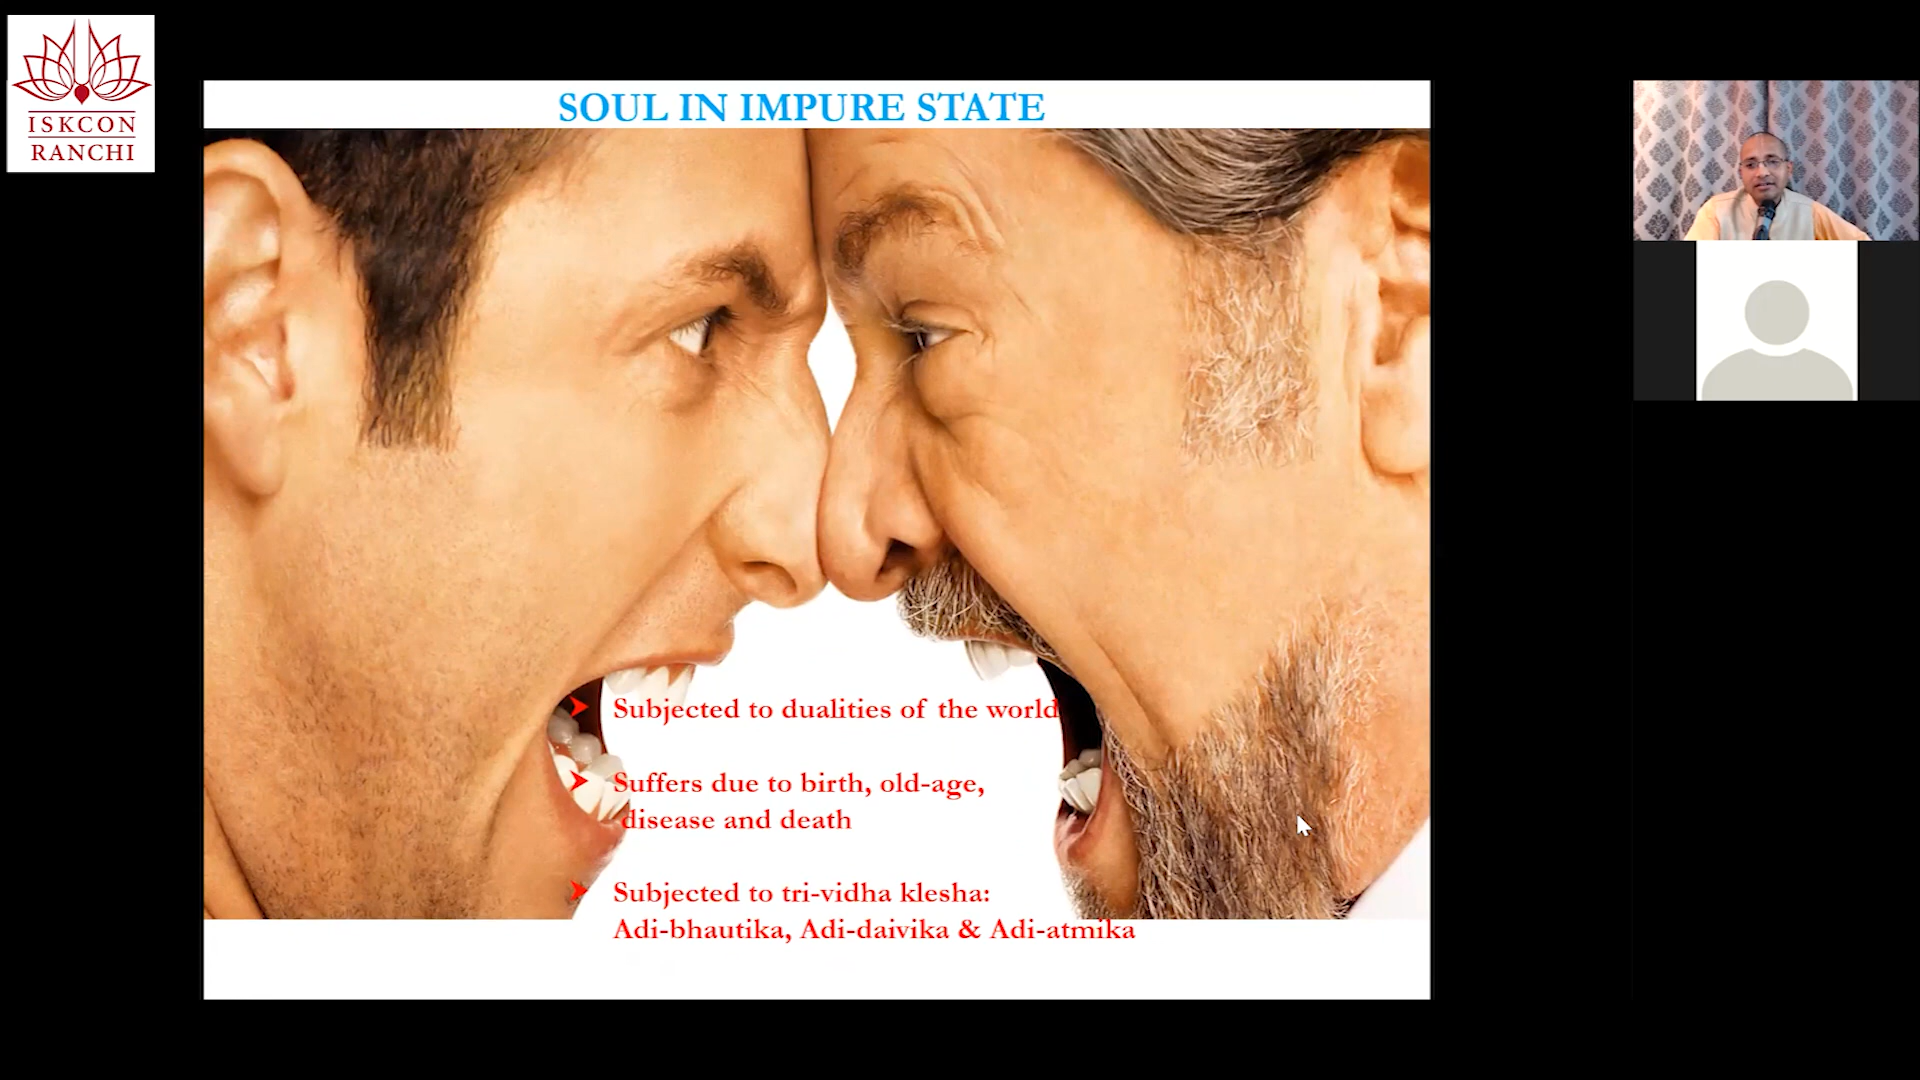 ISKCON
RANCHI
SOUL IN IMPURE STATE
Subjected to dualities of the world
Suffers due to birth, old-age,
disease and death
Subjected to tri-vidha klesha:
Adi-bhautika, Adi-daivika & Adi-atmika